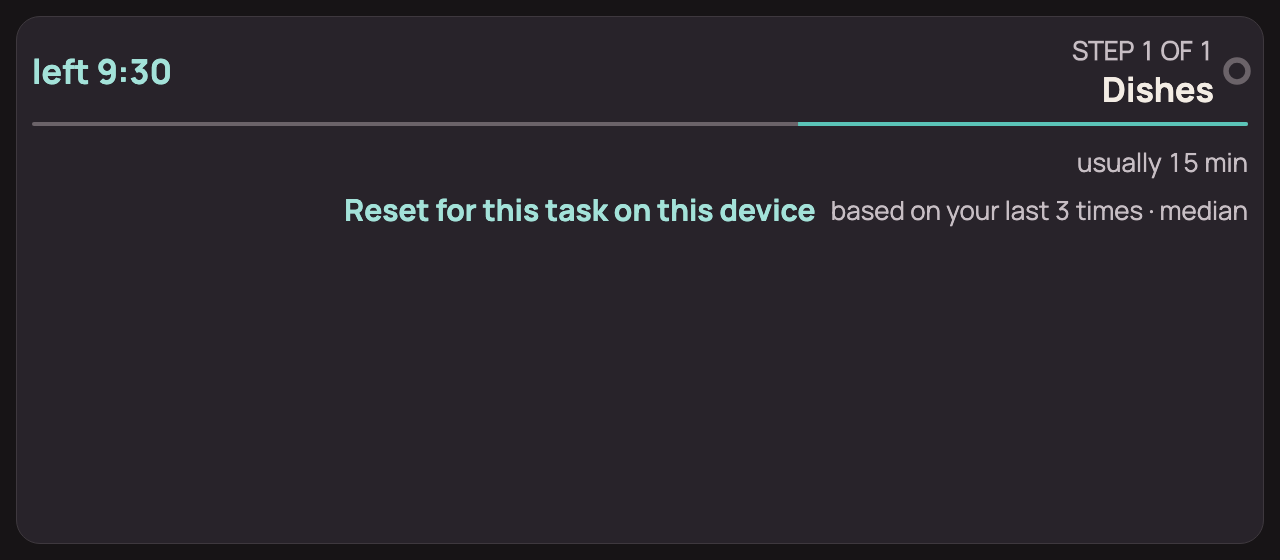 STEP 1 OF 1
Dishes
left 9:30
usually 15 min
based on your last 3 times · median
Reset for this task on this device